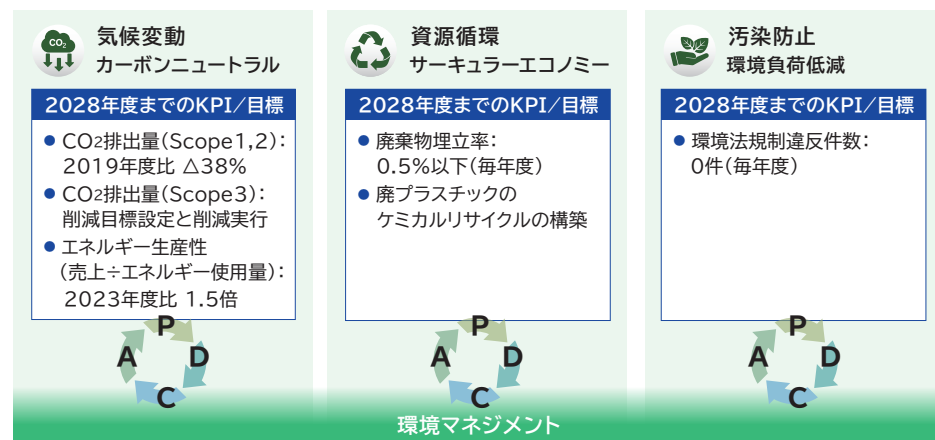 CO₂
気候変動
カーボンニュートラル
2028年度までのKPI/目標
● CO2排出量(Scope1,2):
2019年度比 △38%
● CO2排出量(Scope3):
削減目標設定と削減実行
● エネルギー生産性
(売上÷エネルギー使用量):
2023年度比 1.5倍
P
A D
C
資源循環
サーキュラーエコノミー
2028年度までのKPI/目標
● 廃棄物埋立率:
0.5%以下(毎年度)
● 廃プラスチックの
ケミカルリサイクルの構築
P
A D
C
汚染防止
環境負荷低減
2028年度までのKPI/目標
● 環境法規制違反件数:
0件(毎年度)
P
A D
C
環境マネジメント